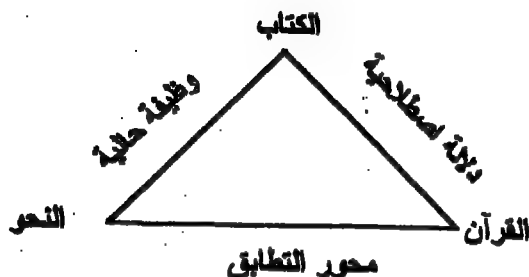 الكتاب
دلالة اصطلاحية
وظيفة حالية
القرآن
النحو
محور التطابق